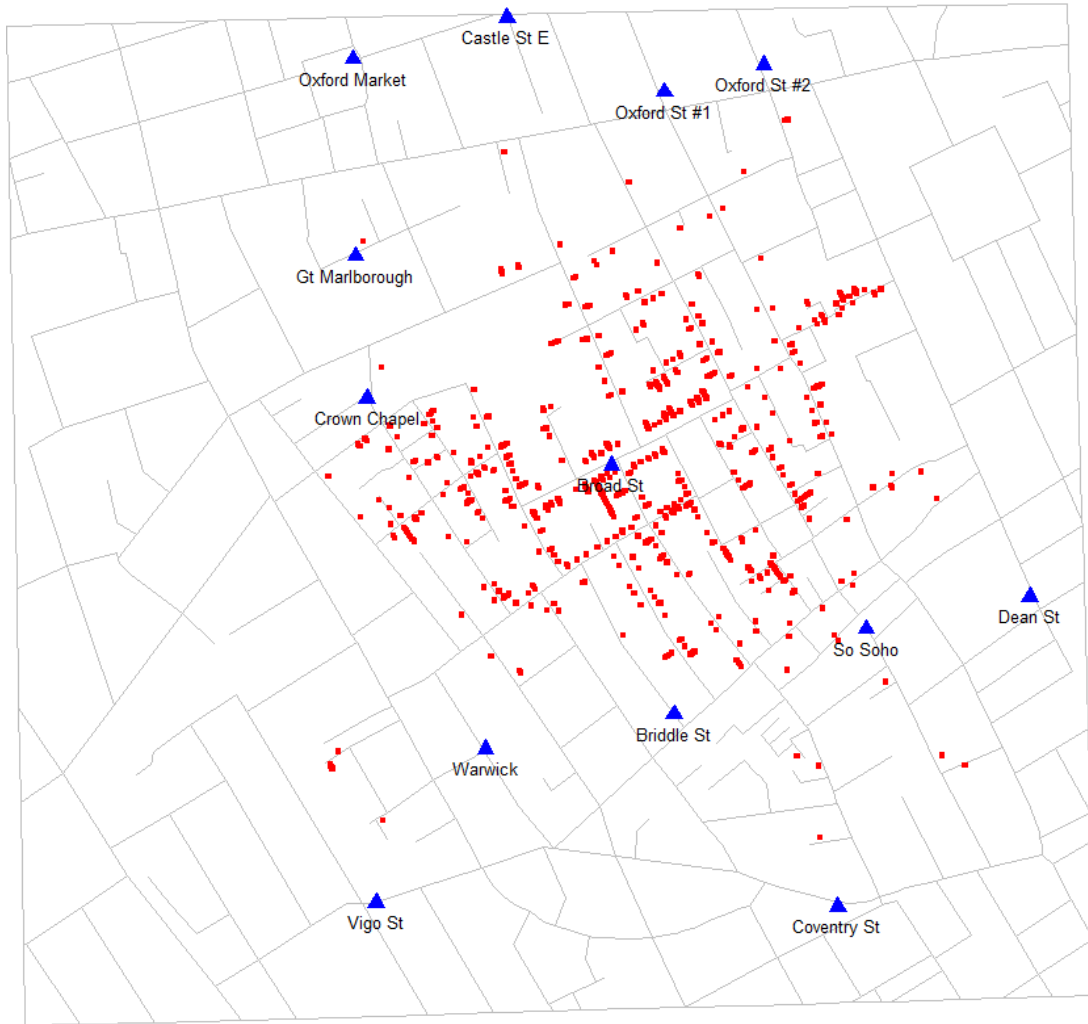 Castle St E
Oxford Market
Oxford St #2
Oxford St #1
Gt Marlborough
Crown Chapel
Broad St
Dean St
So Soho
Briddle St
Warwick
Vigo St
Coventry St